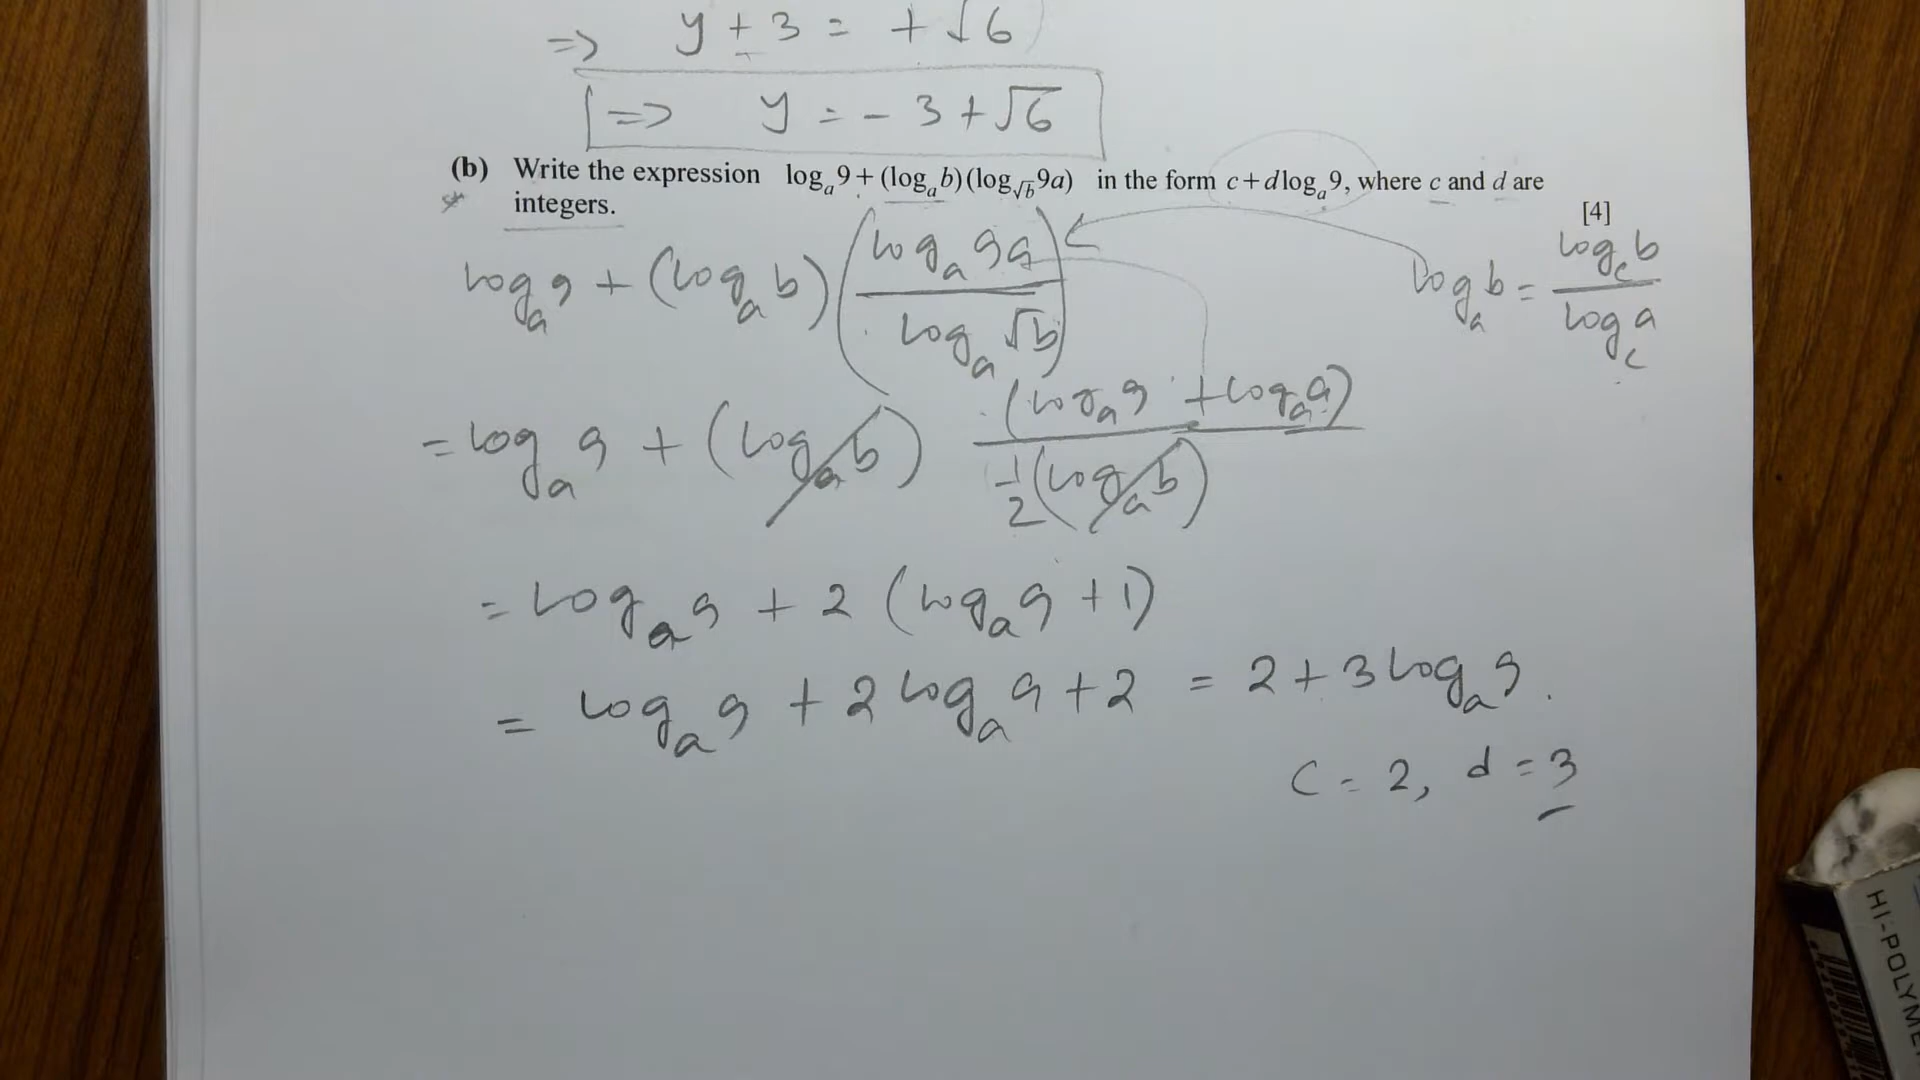 => y + 3 = + √6
=> y = - 3 + √6
(b) Write the expression log_a 9 + (log_a b)(log_√b 9a) in the form c + d log_a 9, where c and d are
integers.
[4]
log_a 9 + (log_a b) (log_a 9a / log_a √b)
log_a b = log_c b / log_c a
= log_a 9 + (log_a b) (log_a 9 + log_a a) / ½(log_a b)
= log_a 9 + 2 (log_a 9 + 1)
= log_a 9 + 2 log_a 9 + 2 = 2 + 3 log_a 9.
C = 2, d = 3
HI-POLYME